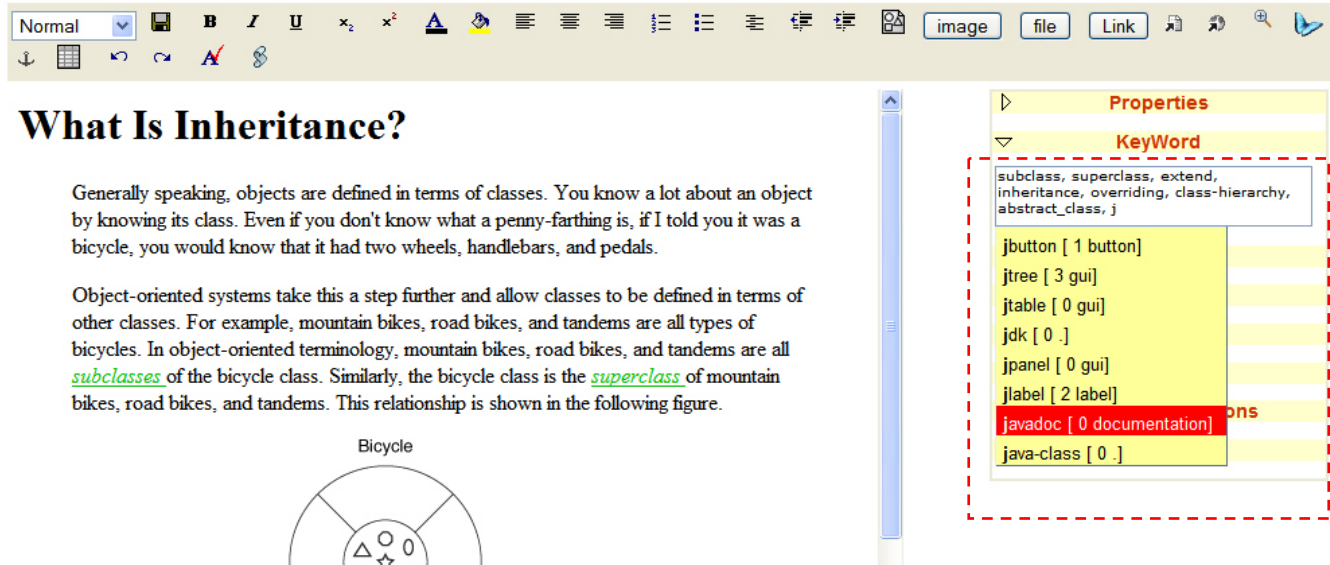 Normal B I U x₂ x² A image file Link
A
What Is Inheritance?
Generally speaking, objects are defined in terms of classes. You know a lot about an object
by knowing its class. Even if you don't know what a penny-farthing is, if I told you it was a
bicycle, you would know that it had two wheels, handlebars, and pedals.
Object-oriented systems take this a step further and allow classes to be defined in terms of
other classes. For example, mountain bikes, road bikes, and tandems are all types of
bicycles. In object-oriented terminology, mountain bikes, road bikes, and tandems are all
subclasses of the bicycle class. Similarly, the bicycle class is the superclass of mountain
bikes, road bikes, and tandems. This relationship is shown in the following figure.
Bicycle
Properties
KeyWord
subclass, superclass, extend,
inheritance, overriding, class-hierarchy,
abstract_class, j
jbutton [ 1 button]
jtree [ 3 gui]
jtable [ 0 gui]
jdk [ 0 .]
jpanel [ 0 gui]
jlabel [ 2 label]
javadoc [ 0 documentation]
java-class [ 0 .]